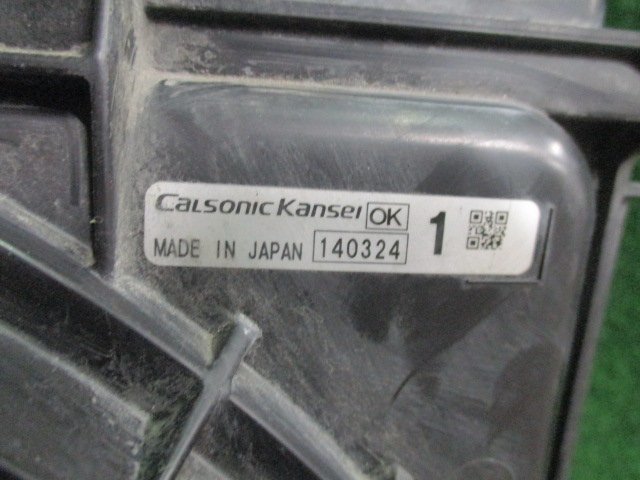 Calsonic Kansei OK
MADE IN JAPAN 140324 1